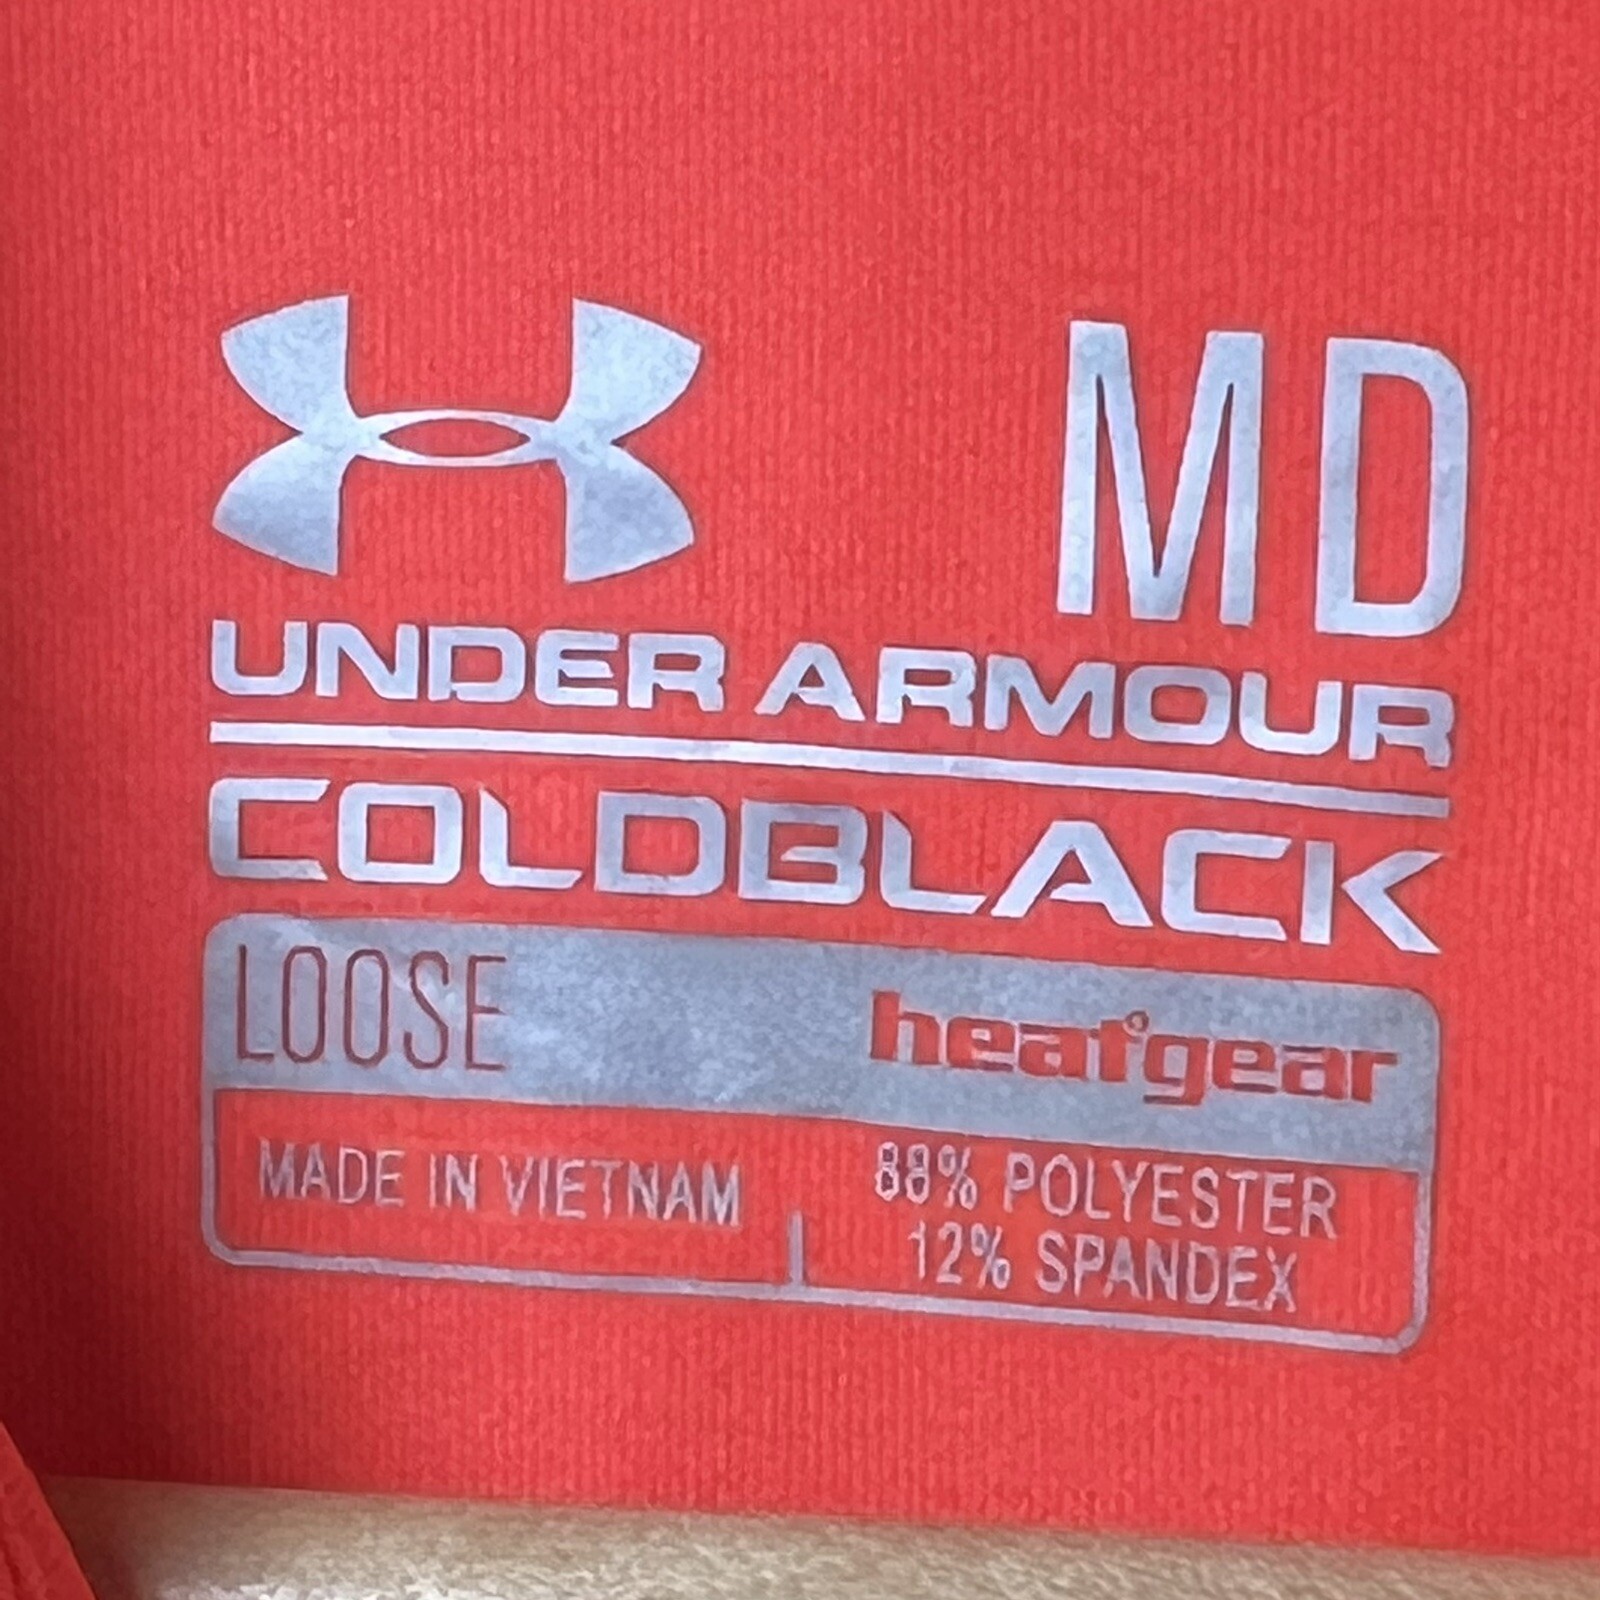 MD
UNDER ARMOUR
COLDBLACK
LOOSE heatgear
MADE IN VIETNAM
88% POLYESTER
12% SPANDEX